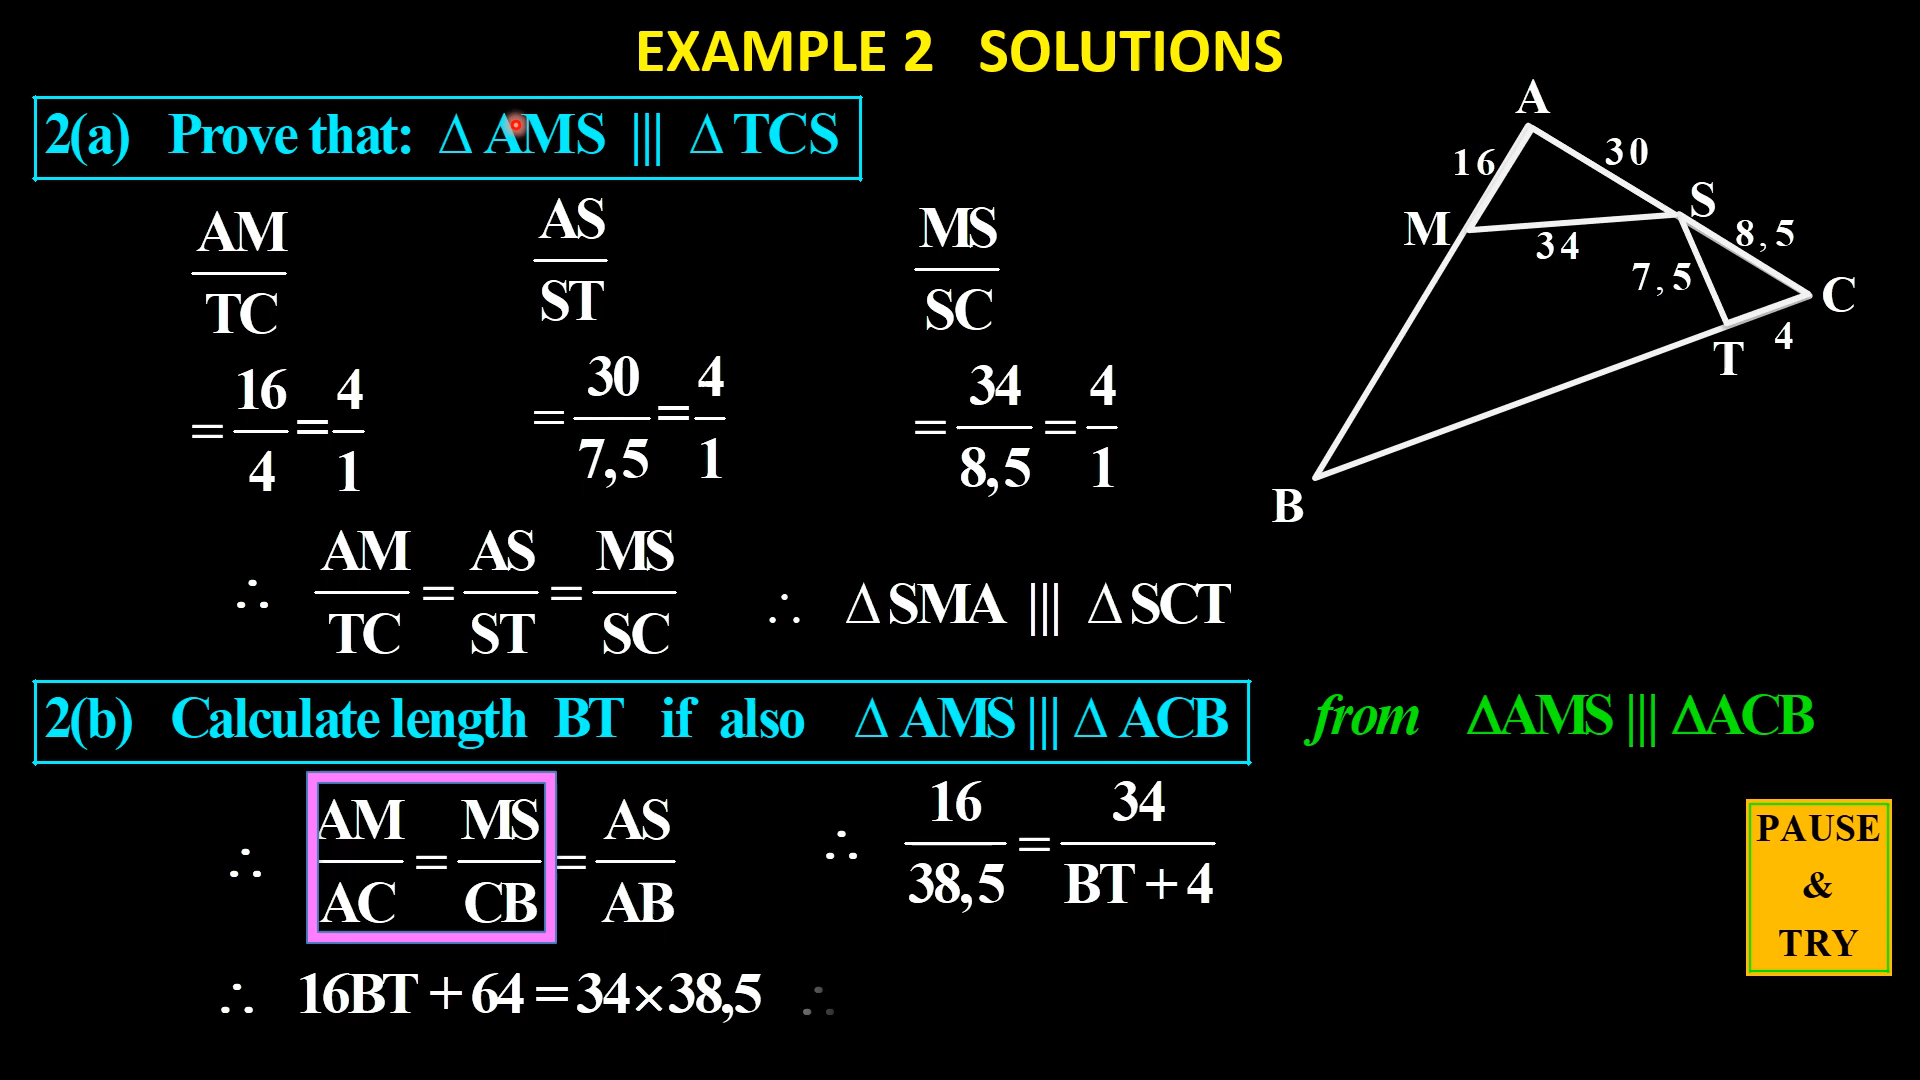 EXAMPLE 2 SOLUTIONS
2(a) Prove that: Δ AMS ||| Δ TCS
AM/TC AS/ST MS/SC
= 16/4 = 4/1 = 30/7,5 = 4/1 = 34/8,5 = 4/1
∴ AM/TC = AS/ST = MS/SC ∴ Δ SMA ||| Δ SCT
A
16
30
M
S
34
8,5
7,5
C
4
T
B
2(b) Calculate length BT if also Δ AMS ||| Δ ACB
from ΔAMS ||| ΔACB
∴ AM/AC = MS/CB = AS/AB ∴ 16/38,5 = 34/BT + 4
∴ 16BT + 64 = 34×38,5 ∴
PAUSE
&
TRY